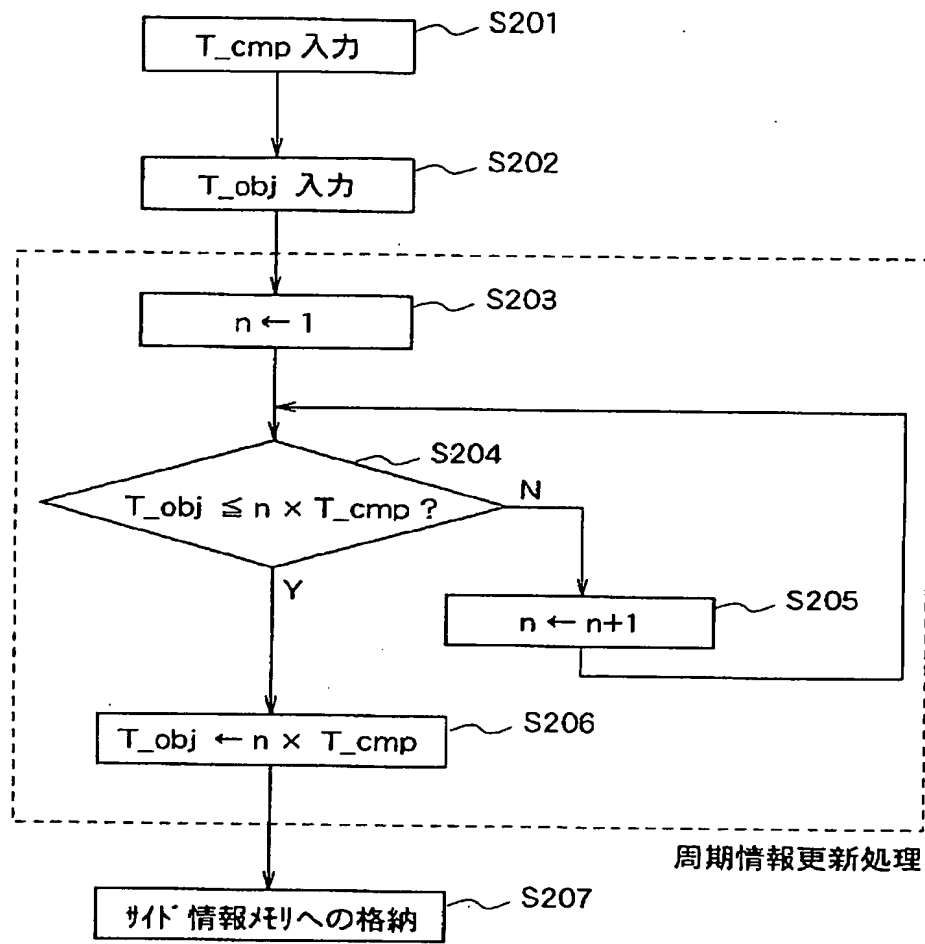 T_cmp 入力
S201
T_obj 入力
S202
n ← 1
S203
T_obj ≦ n × T_cmp ?
S204
N
Y
n ← n+1
S205
T_obj ← n × T_cmp
S206
周期情報更新処理
ｻｲﾄﾞ情報ﾒﾓﾘへの格納
S207